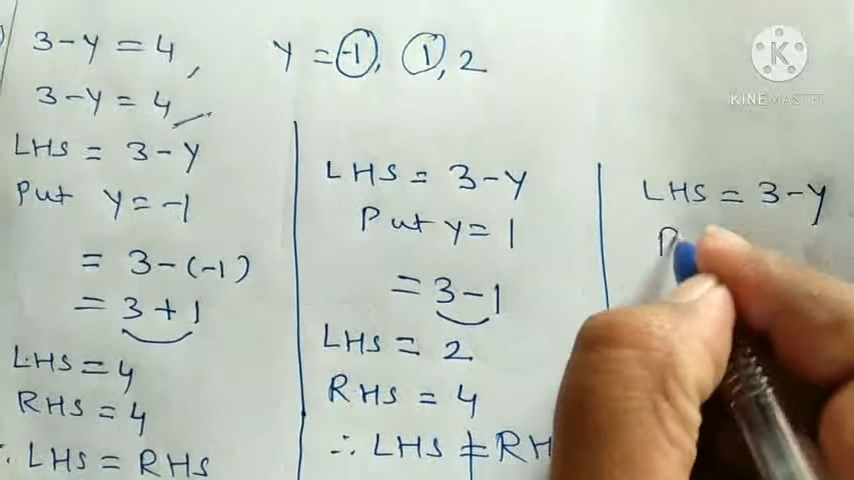 3-y=4, y = -1, 1, 2
3-y=4
LHS = 3-y
Put y=-1
= 3-(-1)
= 3+1
LHS=4
RHS=4
∴ LHS = RHS
LHS = 3-y
Put y=1
= 3-1
LHS = 2
RHS = 4
∴ LHS ≠ RH
LHS = 3-y
P
KINEMASTER